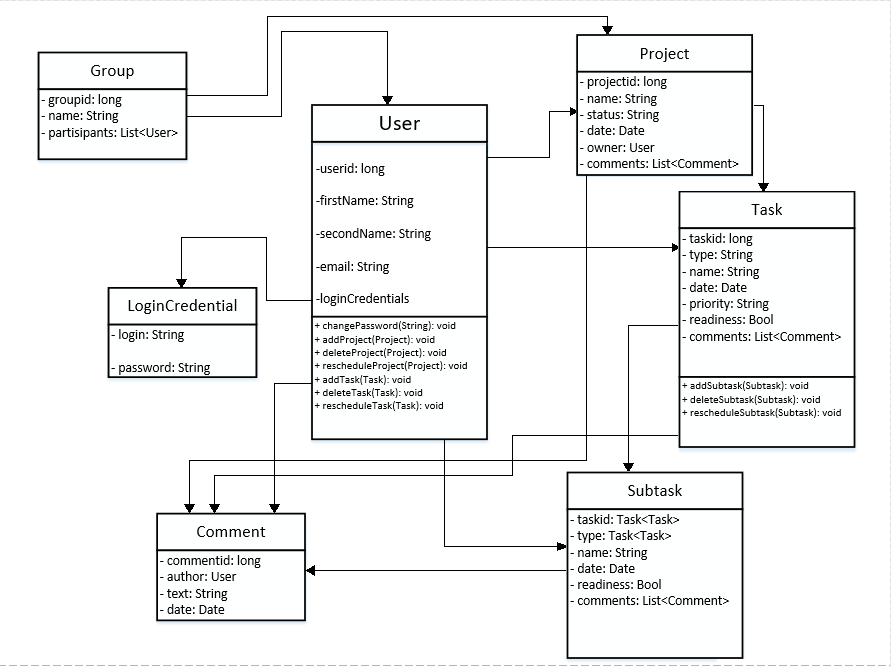 Group
- groupid: long
- name: String
- partisipants: List<User>
User
-userid: long
-firstName: String
-secondName: String
-email: String
-loginCredentials
+ changePassword(String): void
+ addProject(Project): void
+ deleteProject(Project): void
+ rescheduleProject(Project): void
+ addTask(Task): void
+ deleteTask(Task): void
+ rescheduleTask(Task): void
Project
- projectid: long
- name: String
- status: String
- date: Date
- owner: User
- comments: List<Comment>
Task
- taskid: long
- type: String
- name: String
- date: Date
- priority: String
- readiness: Bool
- comments: List<Comment>
+ addSubtask(Subtask): void
+ deleteSubtask(Subtask): void
+ rescheduleSubtask(Subtask): void
LoginCredential
- login: String
- password: String
Comment
- commentid: long
- author: User
- text: String
- date: Date
Subtask
- taskid: Task<Task>
- type: Task<Task>
- name: String
- date: Date
- readiness: Bool
- comments: List<Comment>